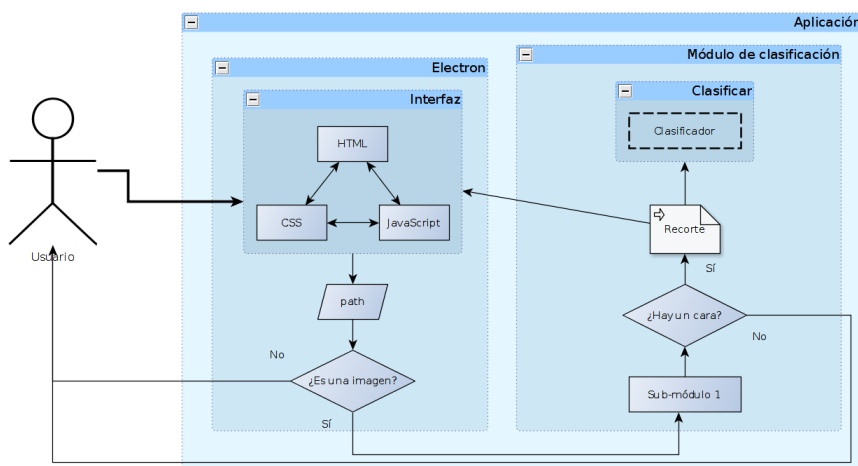 Aplicación
Electron
Módulo de clasificación
Interfaz
Clasificar
HTML
Clasificador
CSS
JavaScript
Recorte
Usuario
Sí
path
¿Hay un cara?
No
No
¿Es una imagen?
Sub-módulo 1
Sí